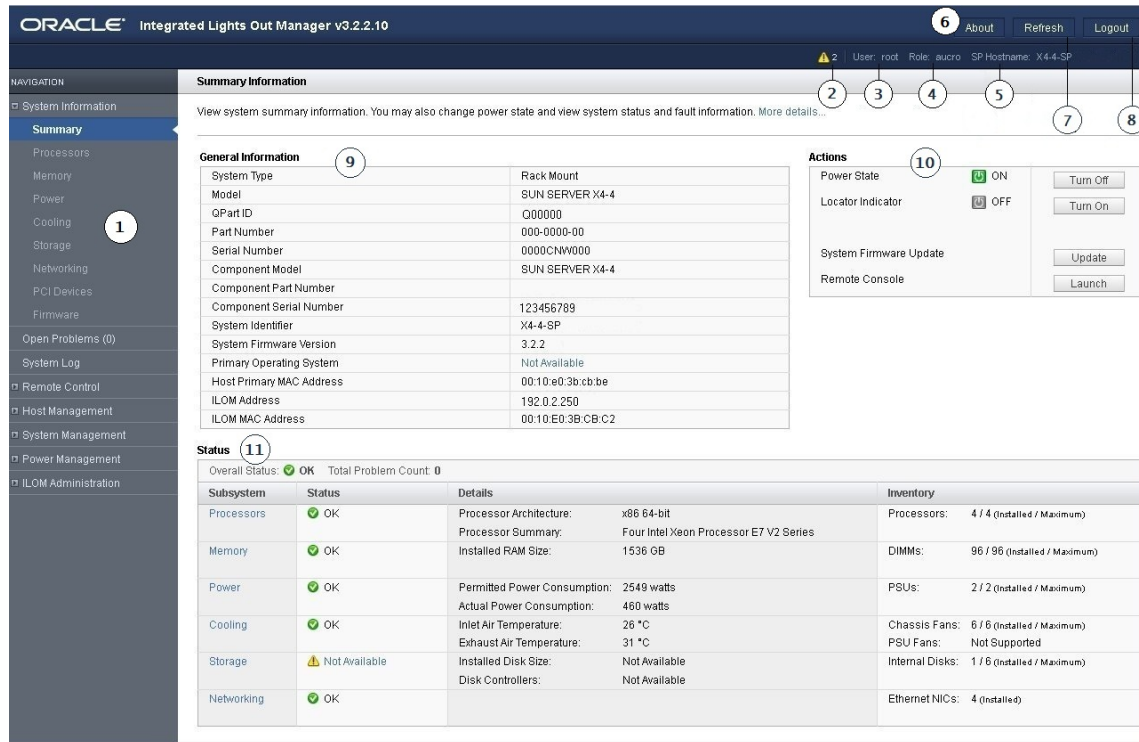 ORACLE® Integrated Lights Out Manager v3.2.2.10
6 About Refresh Logout
2 User: root Role: aucro SP Hostname: X4-4-SP
2 3 4 5 7 8
NAVIGATION
System Information
Summary
Processors
Memory
Power
Cooling
1
Storage
Networking
PCI Devices
Firmware
Open Problems (0)
System Log
Remote Control
Host Management
System Management
Power Management
ILOM Administration
Summary Information
View system summary information. You may also change power state and view system status and fault information. More details...
General Information 9
System Type Rack Mount
Model SUN SERVER X4-4
QPart ID Q00000
Part Number 000-0000-00
Serial Number 0000CNW000
Component Model SUN SERVER X4-4
Component Part Number
Component Serial Number 123456789
System Identifier X4-4-SP
System Firmware Version 3.2.2
Primary Operating System Not Available
Host Primary MAC Address 00:10:e0:3b:cb:be
ILOM Address 192.0.2.250
ILOM MAC Address 00:10:E0:3B:CB:C2
Actions 10
Power State ON Turn Off
Locator Indicator OFF Turn On
System Firmware Update Update
Remote Console Launch
Status 11
Overall Status: OK Total Problem Count: 0
Subsystem Status Details Inventory
Processors OK Processor Architecture: x86 64-bit Processors: 4 / 4 (Installed / Maximum)
Processor Summary: Four Intel Xeon Processor E7 V2 Series
Memory OK Installed RAM Size: 1536 GB DIMMs: 96 / 96 (Installed / Maximum)
Power OK Permitted Power Consumption: 2549 watts PSUs: 2 / 2 (Installed / Maximum)
Actual Power Consumption: 460 watts
Cooling OK Inlet Air Temperature: 26 °C Chassis Fans: 6 / 6 (Installed / Maximum)
Exhaust Air Temperature: 31 °C PSU Fans: Not Supported
Storage Not Available Installed Disk Size: Not Available Internal Disks: 1 / 6 (Installed / Maximum)
Disk Controllers: Not Available
Networking OK Ethernet NICs: 4 (Installed)